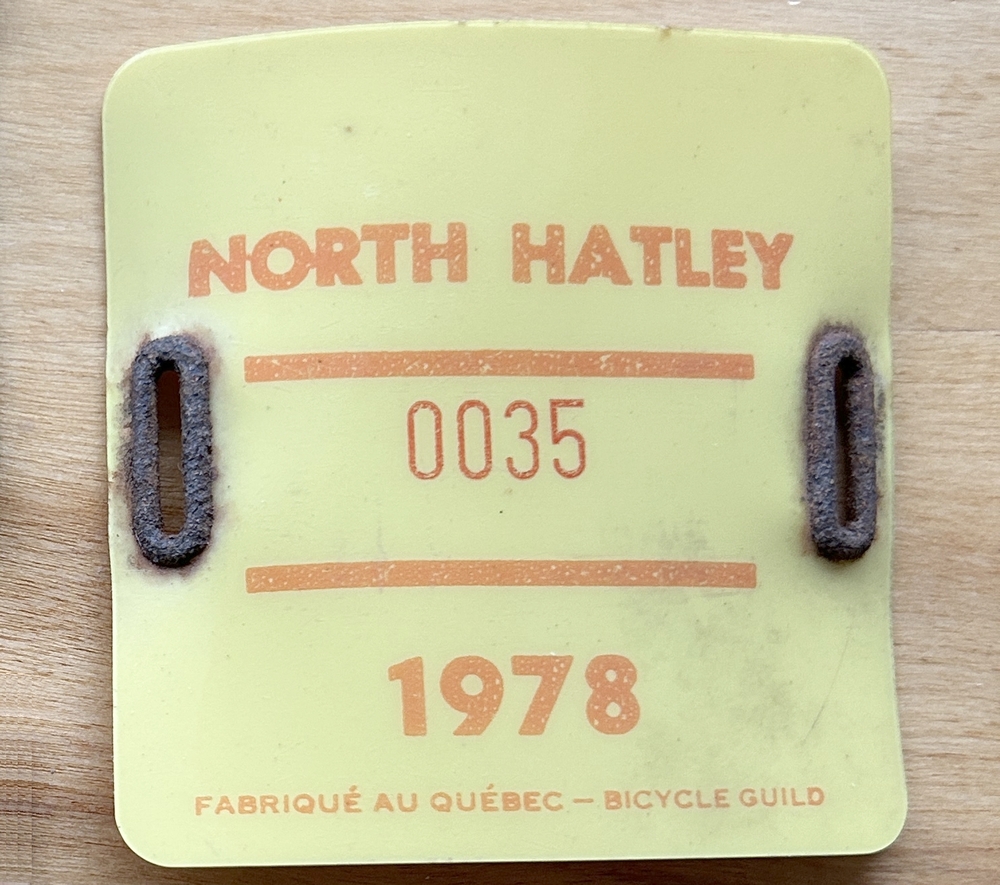 NORTH HATLEY
0035
1978
FABRIQUÉ AU QUÉBEC — BICYCLE GUILD